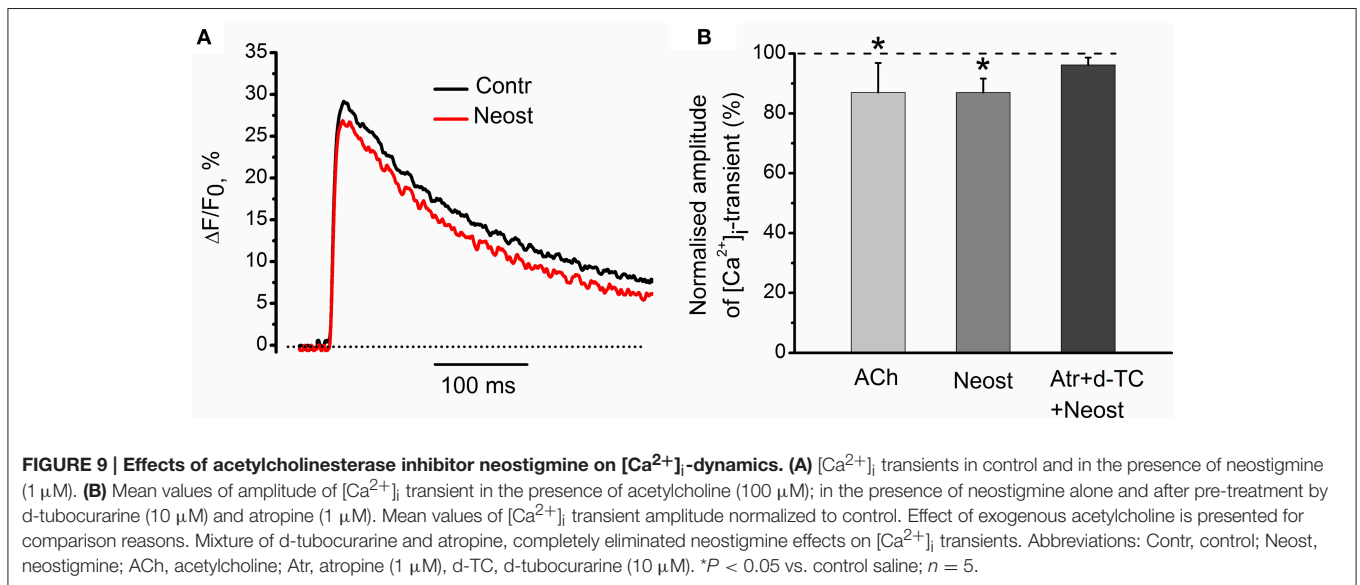 A
35
30
25
20
15
10
5
0
ΔF/F0, %
Contr
Neost
100 ms
B
100
80
60
40
20
0
Normalised amplitude
of [Ca2+]i-transient (%)
*
*
ACh
Neost
Atr+d-TC
+Neost
FIGURE 9 | Effects of acetylcholinesterase inhibitor neostigmine on [Ca2+]i-dynamics. (A) [Ca2+]i transients in control and in the presence of neostigmine
(1 μM). (B) Mean values of amplitude of [Ca2+]i transient in the presence of acetylcholine (100 μM); in the presence of neostigmine alone and after pre-treatment by
d-tubocurarine (10 μM) and atropine (1 μM). Mean values of [Ca2+]i transient amplitude normalized to control. Effect of exogenous acetylcholine is presented for
comparison reasons. Mixture of d-tubocurarine and atropine, completely eliminated neostigmine effects on [Ca2+]i transients. Abbreviations: Contr, control; Neost,
neostigmine; ACh, acetylcholine; Atr, atropine (1 μM), d-TC, d-tubocurarine (10 μM). *P < 0.05 vs. control saline; n = 5.